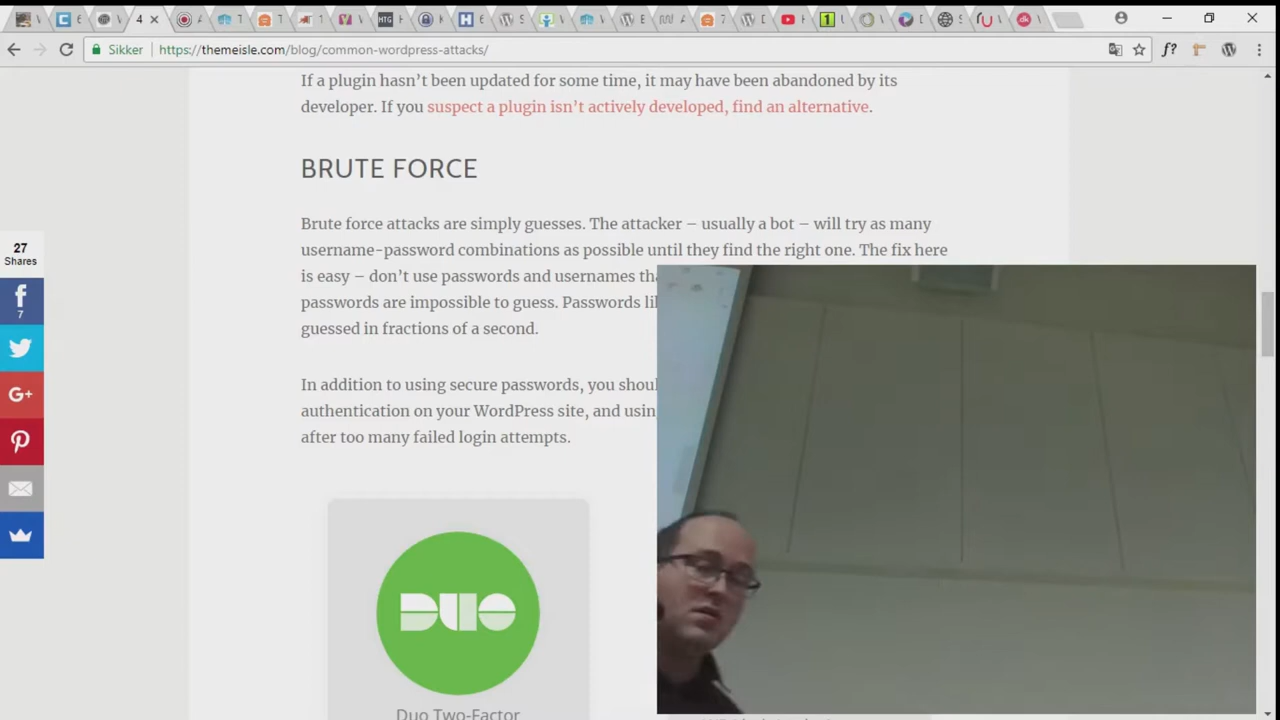 4
Sikker
https://themeisle.com/blog/common-wordpress-attacks/
f?
If a plugin hasn’t been updated for some time, it may have been abandoned by its
developer. If you suspect a plugin isn’t actively developed, find an alternative.
BRUTE FORCE
Brute force attacks are simply guesses. The attacker – usually a bot – will try as many
username-password combinations as possible until they find the right one. The fix here
is easy – don’t use passwords and usernames
passwords are impossible to guess. Passwords
guessed in fractions of a second.
In addition to using secure passwords, you
authentication on your WordPress site, and
after too many failed login attempts.
27
Shares
7
DUO
Duo Two-Factor